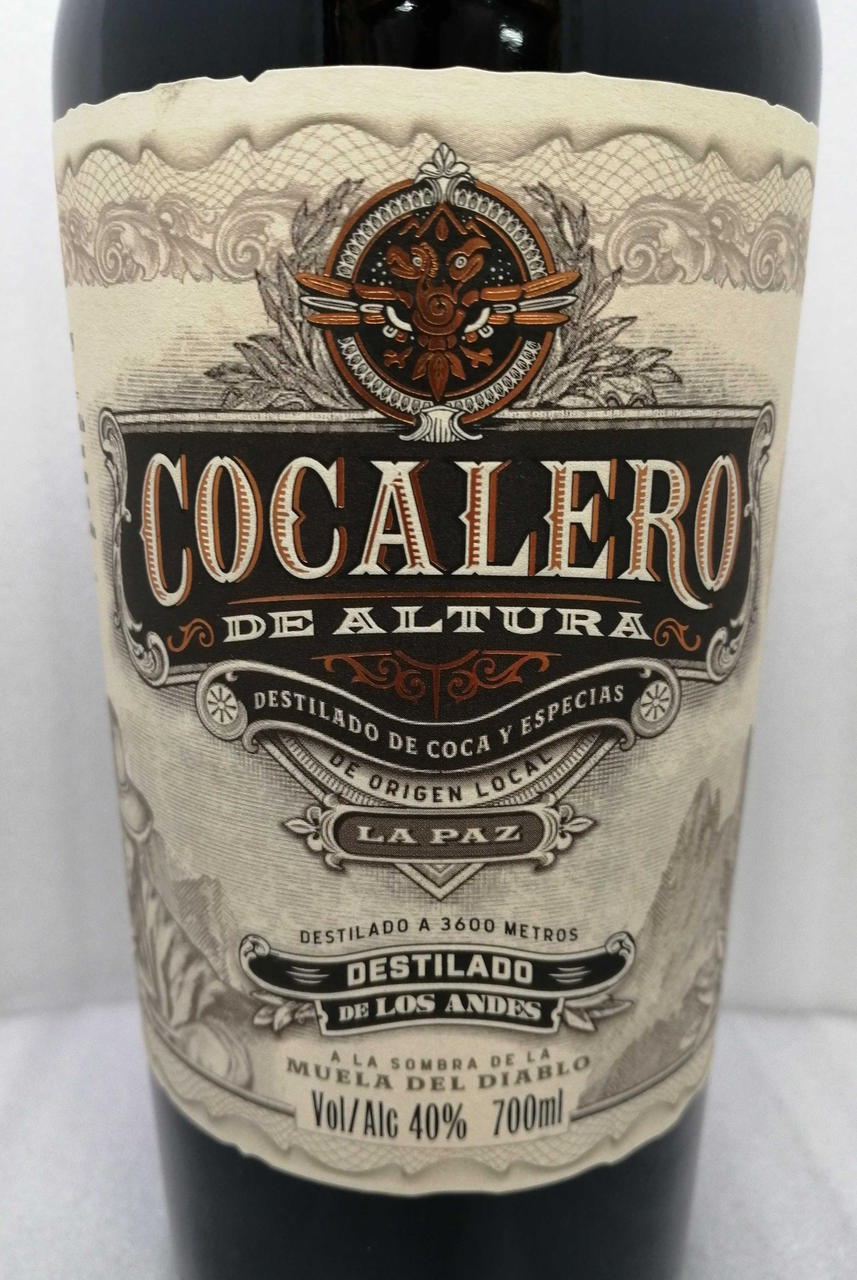 COCALERO
DE ALTURA
DESTILADO DE COCA Y ESPECIAS
DE ORIGEN LOCAL
LA PAZ
DESTILADO A 3600 METROS
DESTILADO
DE LOS ANDES
A LA SOMBRA DE LA
MUELA DEL DIABLO
Vol/Alc 40% 700ml